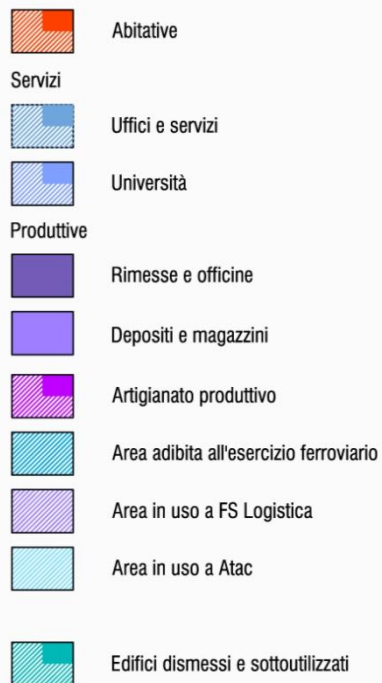 Abitative
Servizi
Uffici e servizi
Università
Produttive
Rimesse e officine
Depositi e magazzini
Artigianato produttivo
Area adibita all'esercizio ferroviario
Area in uso a FS Logistica
Area in uso a Atac
Edifici dismessi e sottoutilizzati